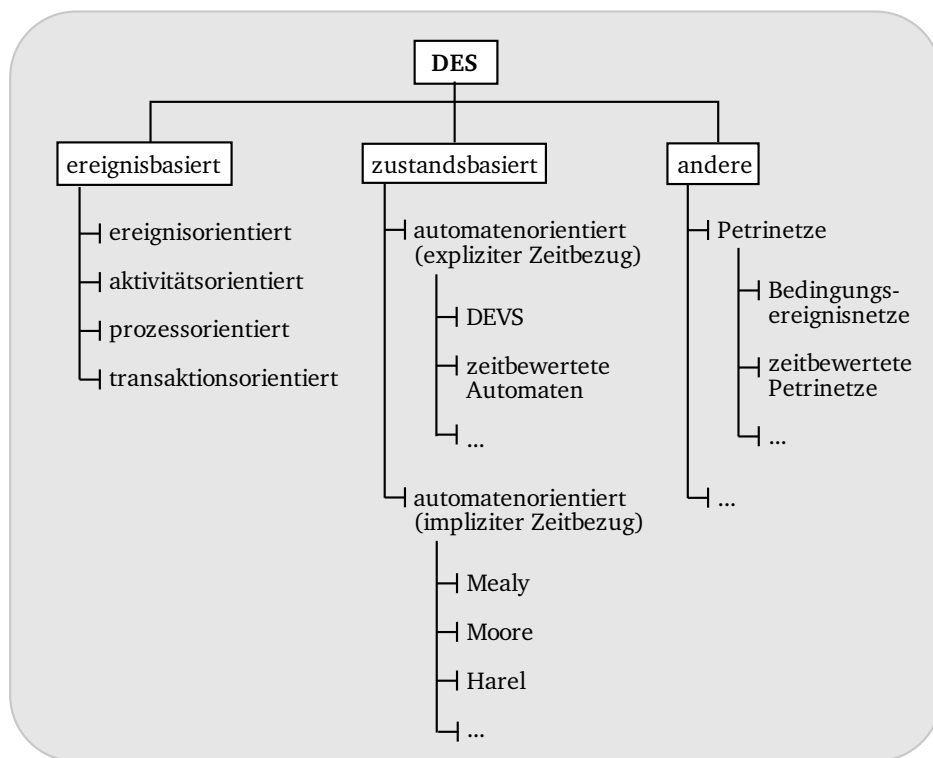 DES
ereignisbasiert
ereignisorientiert
aktivitätsorientiert
prozessorientiert
transaktionsorientiert
zustandsbasiert
automatenorientiert
(expliziter Zeitbezug)
DEVS
zeitbewertete
Automaten
...
automatenorientiert
(impliziter Zeitbezug)
Mealy
Moore
Harel
...
andere
Petrinetze
Bedingungs-
ereignisnetze
zeitbewertete
Petrinetze
...
...